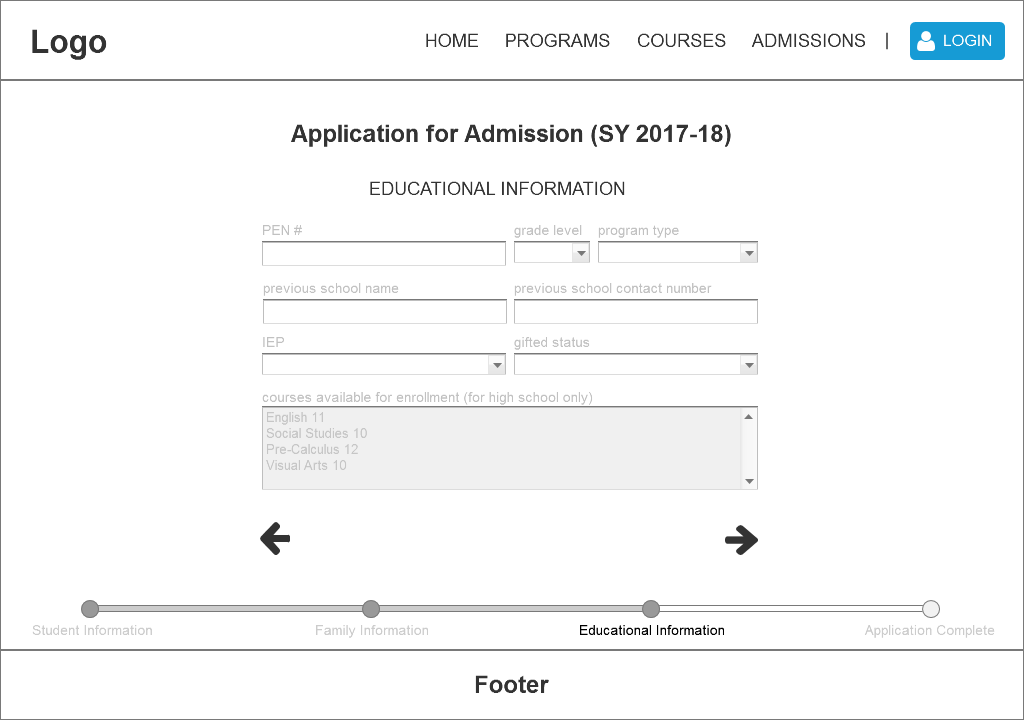 Logo
HOME PROGRAMS COURSES ADMISSIONS | LOGIN
Application for Admission (SY 2017-18)
EDUCATIONAL INFORMATION
PEN # grade level program type
previous school name previous school contact number
IEP gifted status
courses available for enrollment (for high school only)
English 11
Social Studies 10
Pre-Calculus 12
Visual Arts 10
Student Information Family Information Educational Information Application Complete
Footer